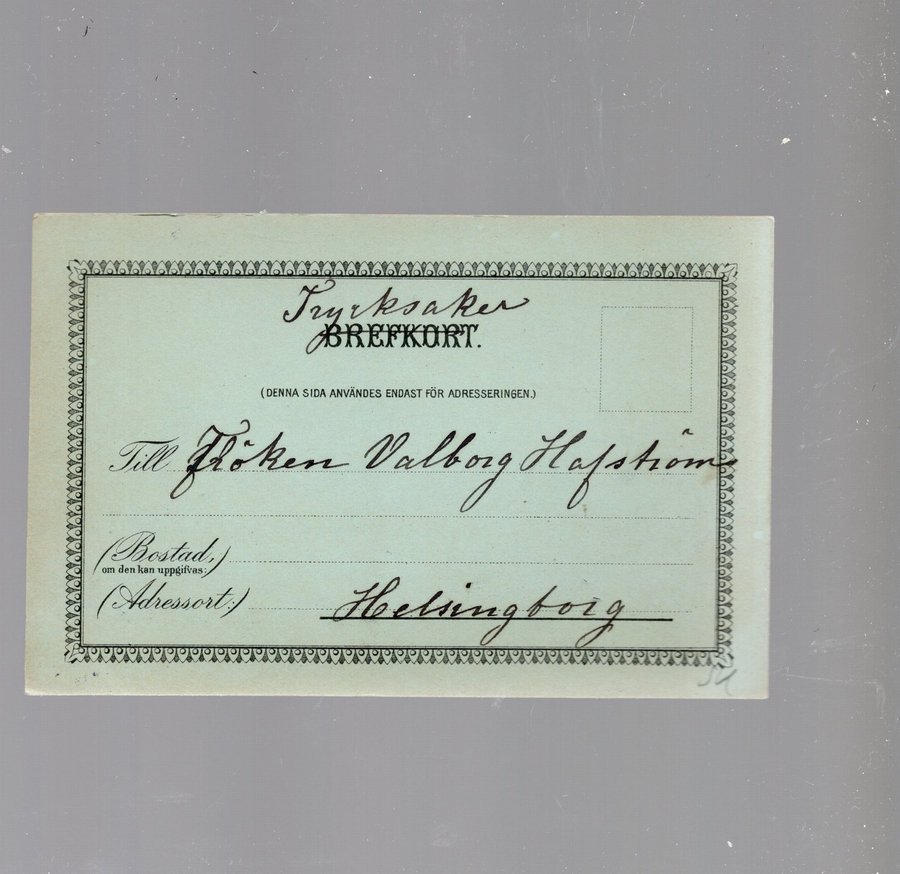 Trycksaker
BREFKORT.
(DENNA SIDA ANVÄNDES ENDAST FÖR ADRESSERINGEN.)
Till Fröken Valborg Hafström
(Bostad,)
om den kan uppgifvas:
(Adressort:) Helsingborg